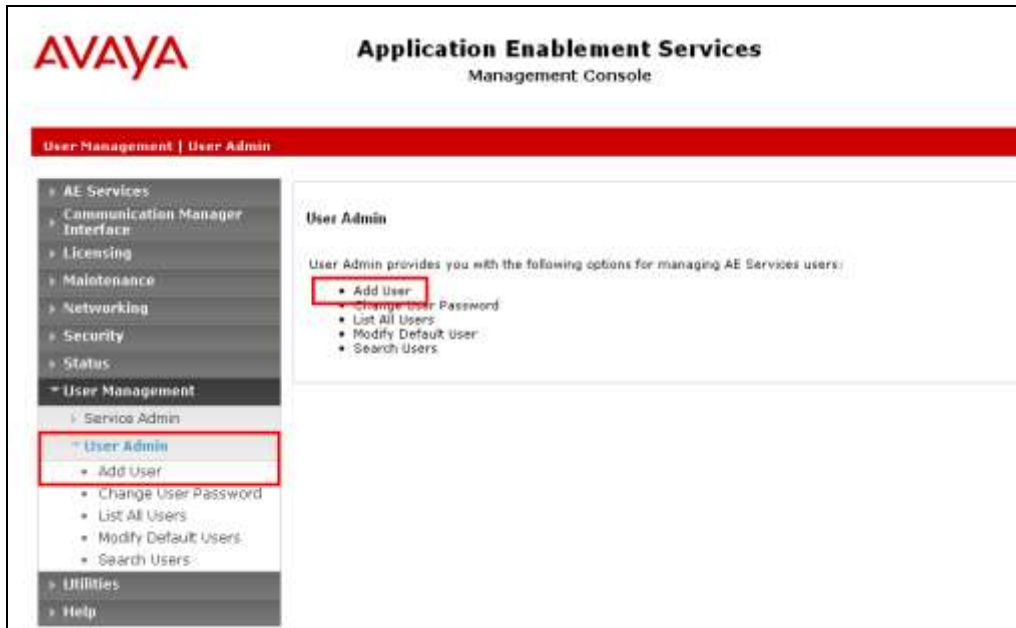 AVAYA
Application Enablement Services
Management Console
User Management | User Admin
AE Services
Communication Manager
Interface
Licensing
Maintenance
Networking
Security
Status
User Management
Service Admin
User Admin
Add User
Change User Password
List All Users
Modify Default Users
Search Users
Utilities
Help
User Admin
User Admin provides you with the following options for managing AE Services users:
Add User
Change User Password
List All Users
Modify Default User
Search Users